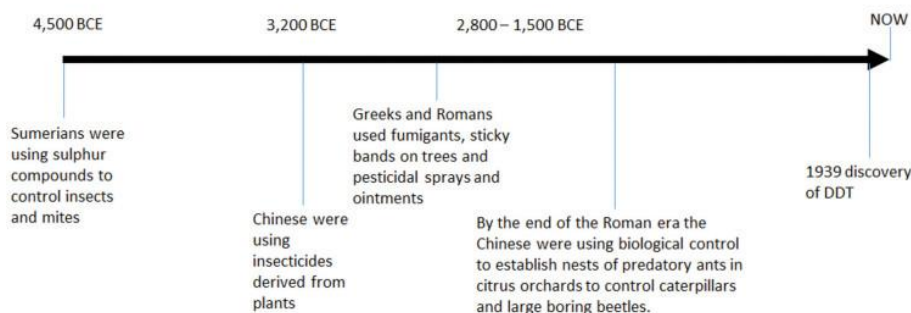 4,500 BCE
3,200 BCE
2,800 – 1,500 BCE
NOW
Sumerians were
using sulphur
compounds to
control insects
and mites
Chinese were
using
insecticides
derived from
plants
Greeks and Romans
used fumigants, sticky
bands on trees and
pesticidal sprays and
ointments
By the end of the Roman era the
Chinese were using biological control
to establish nests of predatory ants in
citrus orchards to control caterpillars
and large boring beetles.
1939 discovery
of DDT